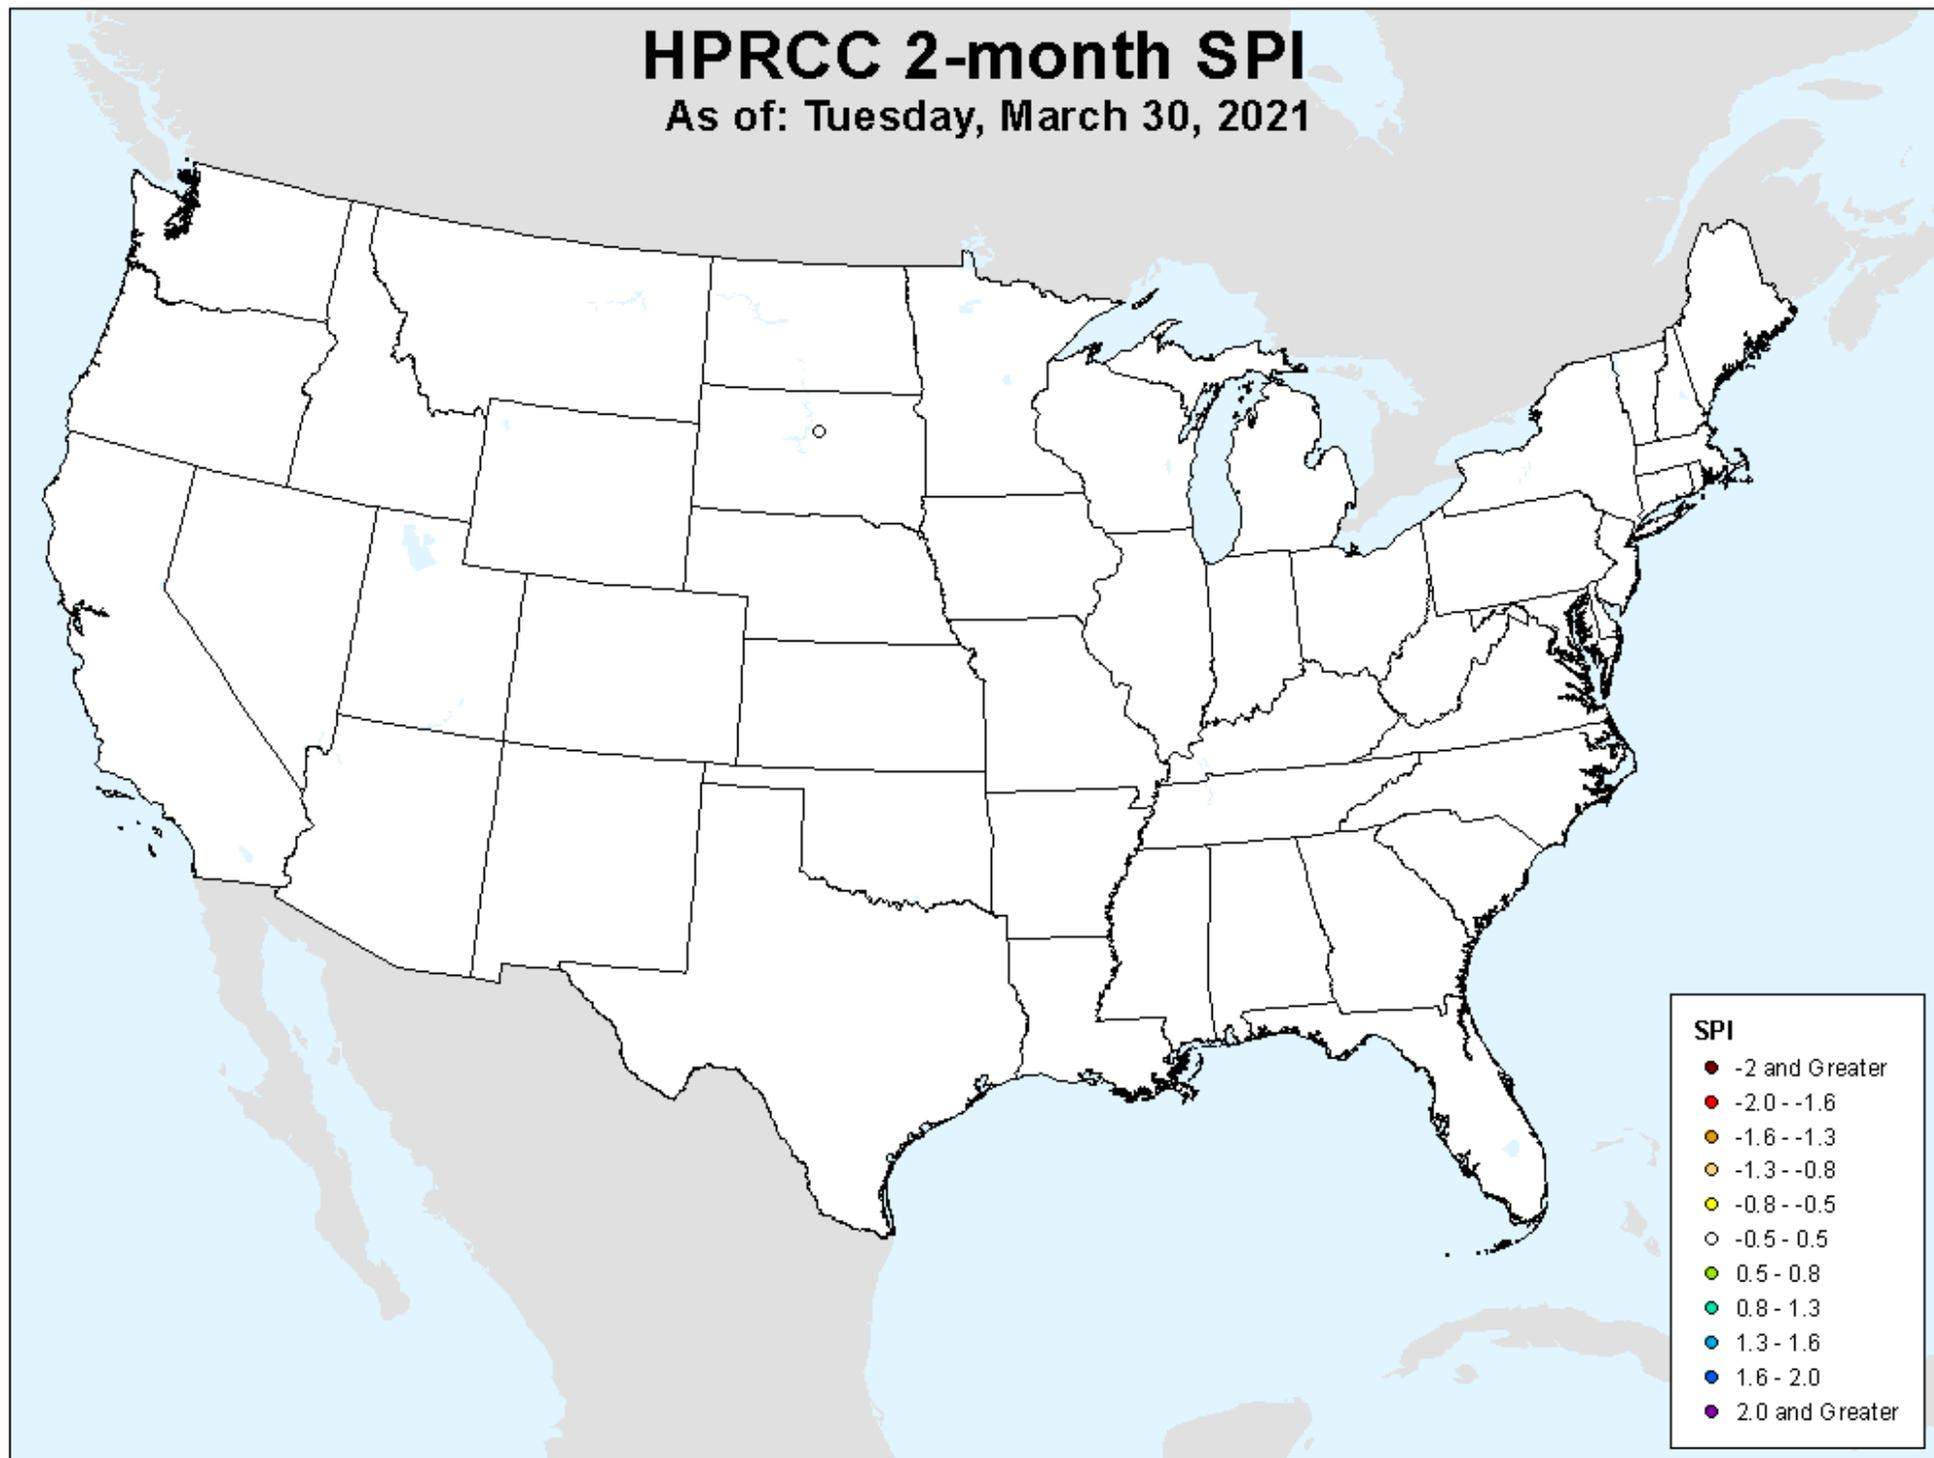 HPRCC 2-month SPI
As of: Tuesday, March 30, 2021
SPI
-2 and Greater
-2.0 - -1.6
-1.6 - -1.3
-1.3 - -0.8
-0.8 - -0.5
-0.5 - 0.5
0.5 - 0.8
0.8 - 1.3
1.3 - 1.6
1.6 - 2.0
2.0 and Greater